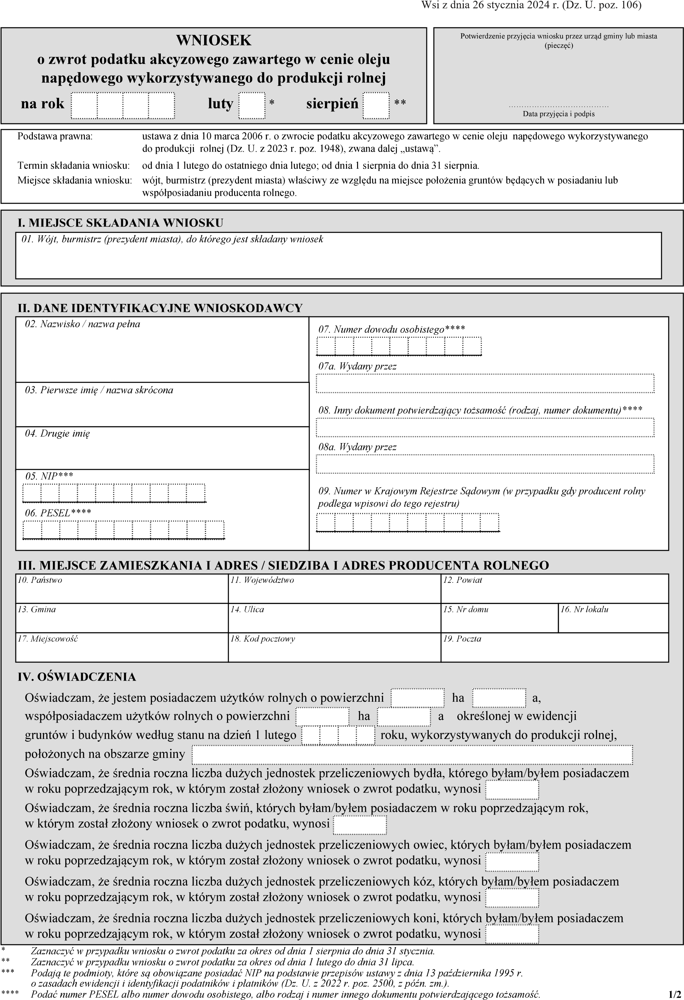 Wsi z dnia 26 stycznia 2024 r. (Dz. U. poz. 106)
WNIOSEK
o zwrot podatku akcyzowego zawartego w cenie oleju
napędowego wykorzystywanego do produkcji rolnej
na rok luty * sierpień **
Potwierdzenie przyjęcia wniosku przez urząd gminy lub miasta
(pieczęć)
.......................................
Data przyjęcia i podpis
Podstawa prawna: ustawa z dnia 10 marca 2006 r. o zwrocie podatku akcyzowego zawartego w cenie oleju napędowego wykorzystywanego
do produkcji rolnej (Dz. U. z 2023 r. poz. 1948), zwana dalej „ustawą”.
Termin składania wniosku: od dnia 1 lutego do ostatniego dnia lutego; od dnia 1 sierpnia do dnia 31 sierpnia.
Miejsce składania wniosku: wójt, burmistrz (prezydent miasta) właściwy ze względu na miejsce położenia gruntów będących w posiadaniu lub
współposiadaniu producenta rolnego.
I. MIEJSCE SKŁADANIA WNIOSKU
01. Wójt, burmistrz (prezydent miasta), do którego jest składany wniosek
II. DANE IDENTYFIKACYJNE WNIOSKODAWCY
02. Nazwisko / nazwa pełna
03. Pierwsze imię / nazwa skrócona
04. Drugie imię
05. NIP***
06. PESEL****
07. Numer dowodu osobistego****
07a. Wydany przez
08. Inny dokument potwierdzający tożsamość (rodzaj, numer dokumentu)****
08a. Wydany przez
09. Numer w Krajowym Rejestrze Sądowym (w przypadku gdy producent rolny
podlega wpisowi do tego rejestru)
III. MIEJSCE ZAMIESZKANIA I ADRES / SIEDZIBA I ADRES PRODUCENTA ROLNEGO
10. Państwo 11. Województwo 12. Powiat
13. Gmina 14. Ulica 15. Nr domu 16. Nr lokalu
17. Miejscowość 18. Kod pocztowy 19. Poczta
IV. OŚWIADCZENIA
Oświadczam, że jestem posiadaczem użytków rolnych o powierzchni ha a,
współposiadaczem użytków rolnych o powierzchni ha a określonej w ewidencji
gruntów i budynków według stanu na dzień 1 lutego roku, wykorzystywanych do produkcji rolnej,
położonych na obszarze gminy
Oświadczam, że średnia roczna liczba dużych jednostek przeliczeniowych bydła, którego byłam/byłem posiadaczem
w roku poprzedzającym rok, w którym został złożony wniosek o zwrot podatku, wynosi
Oświadczam, że średnia roczna liczba świń, których byłam/byłem posiadaczem w roku poprzedzającym rok,
w którym został złożony wniosek o zwrot podatku, wynosi
Oświadczam, że średnia roczna liczba dużych jednostek przeliczeniowych owiec, których byłam/byłem posiadaczem
w roku poprzedzającym rok, w którym został złożony wniosek o zwrot podatku, wynosi
Oświadczam, że średnia roczna liczba dużych jednostek przeliczeniowych kóz, których byłam/byłem posiadaczem
w roku poprzedzającym rok, w którym został złożony wniosek o zwrot podatku, wynosi
Oświadczam, że średnia roczna liczba dużych jednostek przeliczeniowych koni, których byłam/byłem posiadaczem
w roku poprzedzającym rok, w którym został złożony wniosek o zwrot podatku, wynosi
* Zaznaczyć w przypadku wniosku o zwrot podatku za okres od dnia 1 sierpnia do dnia 31 stycznia.
** Zaznaczyć w przypadku wniosku o zwrot podatku za okres od dnia 1 lutego do dnia 31 lipca.
*** Podają te podmioty, które są obowiązane posiadać NIP na podstawie przepisów ustawy z dnia 13 października 1995 r.
o zasadach ewidencji i identyfikacji podatników i płatników (Dz. U. z 2022 r. poz. 2500, z późn. zm.).
**** Podać numer PESEL albo numer dowodu osobistego, albo rodzaj i numer innego dokumentu potwierdzającego tożsamość.
1/2